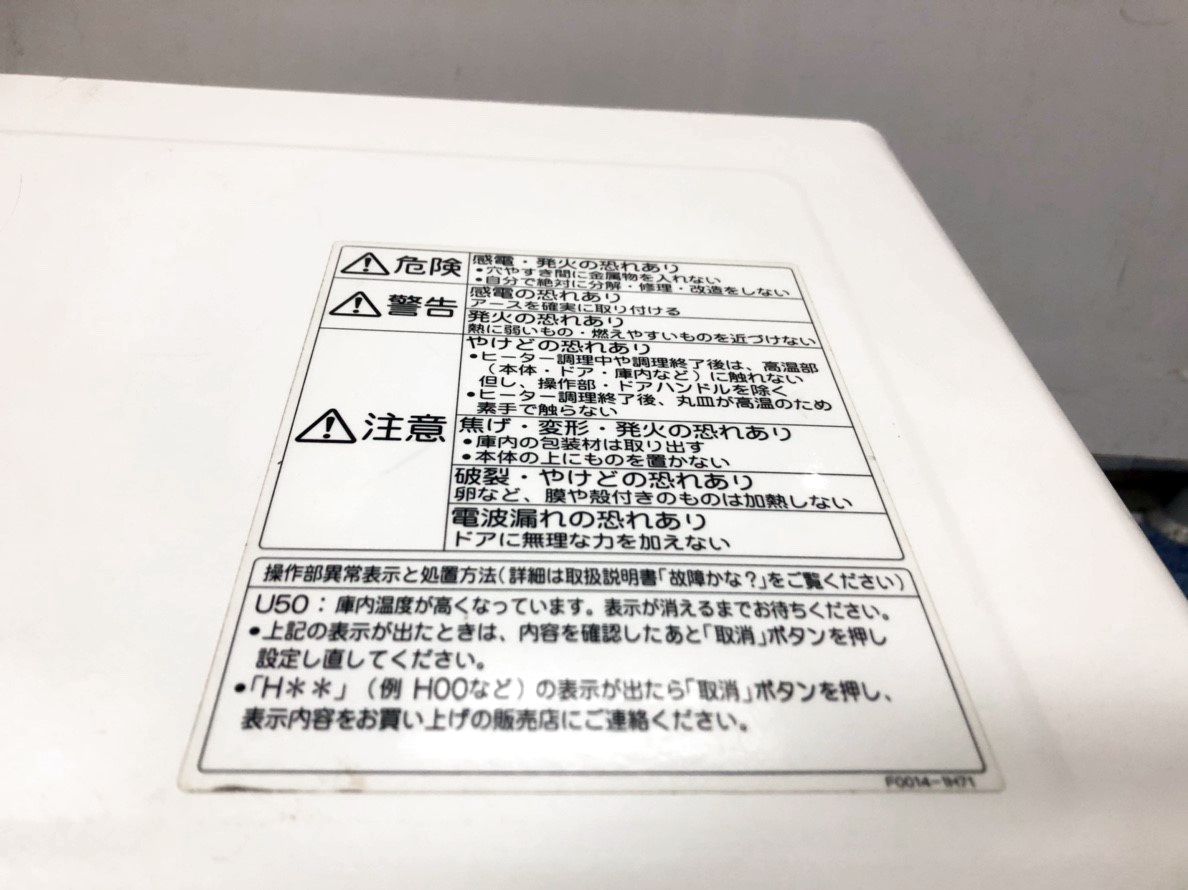 危険
感電・発火の恐れあり
•穴やすき間に金属物を入れない
•自分で絶対に分解・修理・改造をしない
警告
感電の恐れあり
アースを確実に取り付ける
発火の恐れあり
熱に弱いもの・燃えやすいものを近づけない
注意
やけどの恐れあり
•ヒーター調理中や調理終了後は、高温部
(本体・ドア・庫内など)に触れない
但し、操作部・ドアハンドルを除く
•ヒーター調理終了後、丸皿が高温のため
素手で触らない
焦げ・変形・発火の恐れあり
•庫内の包装材は取り出す
•本体の上にものを置かない
破裂・やけどの恐れあり
卵など、膜や殻付きのものは加熱しない
電波漏れの恐れあり
ドアに無理な力を加えない
操作部異常表示と処置方法(詳細は取扱説明書「故障かな?」をご覧ください)
U50:庫内温度が高くなっています。表示が消えるまでお待ちください。
•上記の表示が出たときは、内容を確認したあと「取消」ボタンを押し
設定し直してください。
•「H**」(例 H00など)の表示が出たら「取消」ボタンを押し、
表示内容をお買い上げの販売店にご連絡ください。
F0014-1H71